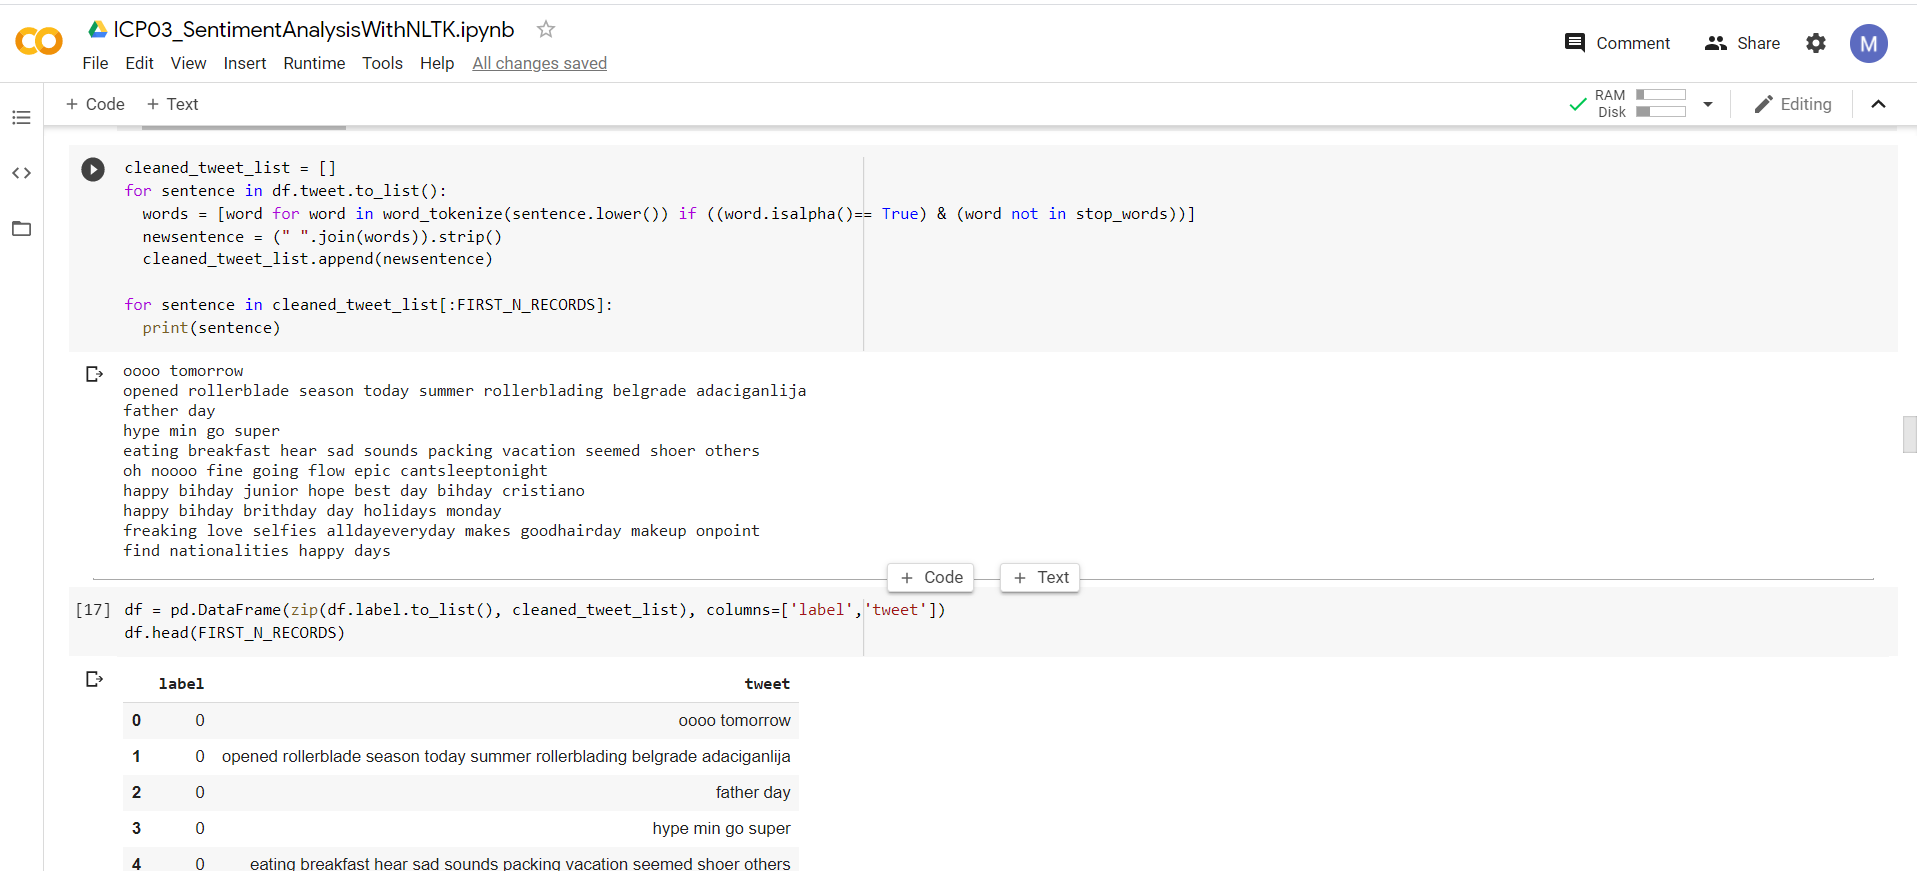 ICP03_SentimentAnalysisWithNLTK.ipynb
Comment Share M
File Edit View Insert Runtime Tools Help All changes saved
+ Code + Text
RAM
Disk
Editing
cleaned_tweet_list = []
for sentence in df.tweet.to_list():
  words = [word for word in word_tokenize(sentence.lower()) if ((word.isalpha()== True) & (word not in stop_words))]
  newsentence = (" ".join(words)).strip()
  cleaned_tweet_list.append(newsentence)
for sentence in cleaned_tweet_list[:FIRST_N_RECORDS]:
  print(sentence)
oooo tomorrow
opened rollerblade season today summer rollerblading belgrade adaciganlija
father day
hype min go super
eating breakfast hear sad sounds packing vacation seemed shoer others
oh noooo fine going flow epic cantsleeptonight
happy bihday junior hope best day bihday cristiano
happy bihday brithday day holidays monday
freaking love selfies alldayeveryday makes goodhairday makeup onpoint
find nationalities happy days
+ Code + Text
[17] df = pd.DataFrame(zip(df.label.to_list(), cleaned_tweet_list), columns=['label','tweet'])
df.head(FIRST_N_RECORDS)
label tweet
0 0 oooo tomorrow
1 0 opened rollerblade season today summer rollerblading belgrade adaciganlija
2 0 father day
3 0 hype min go super
4 0 eating breakfast hear sad sounds packing vacation seemed shoer others